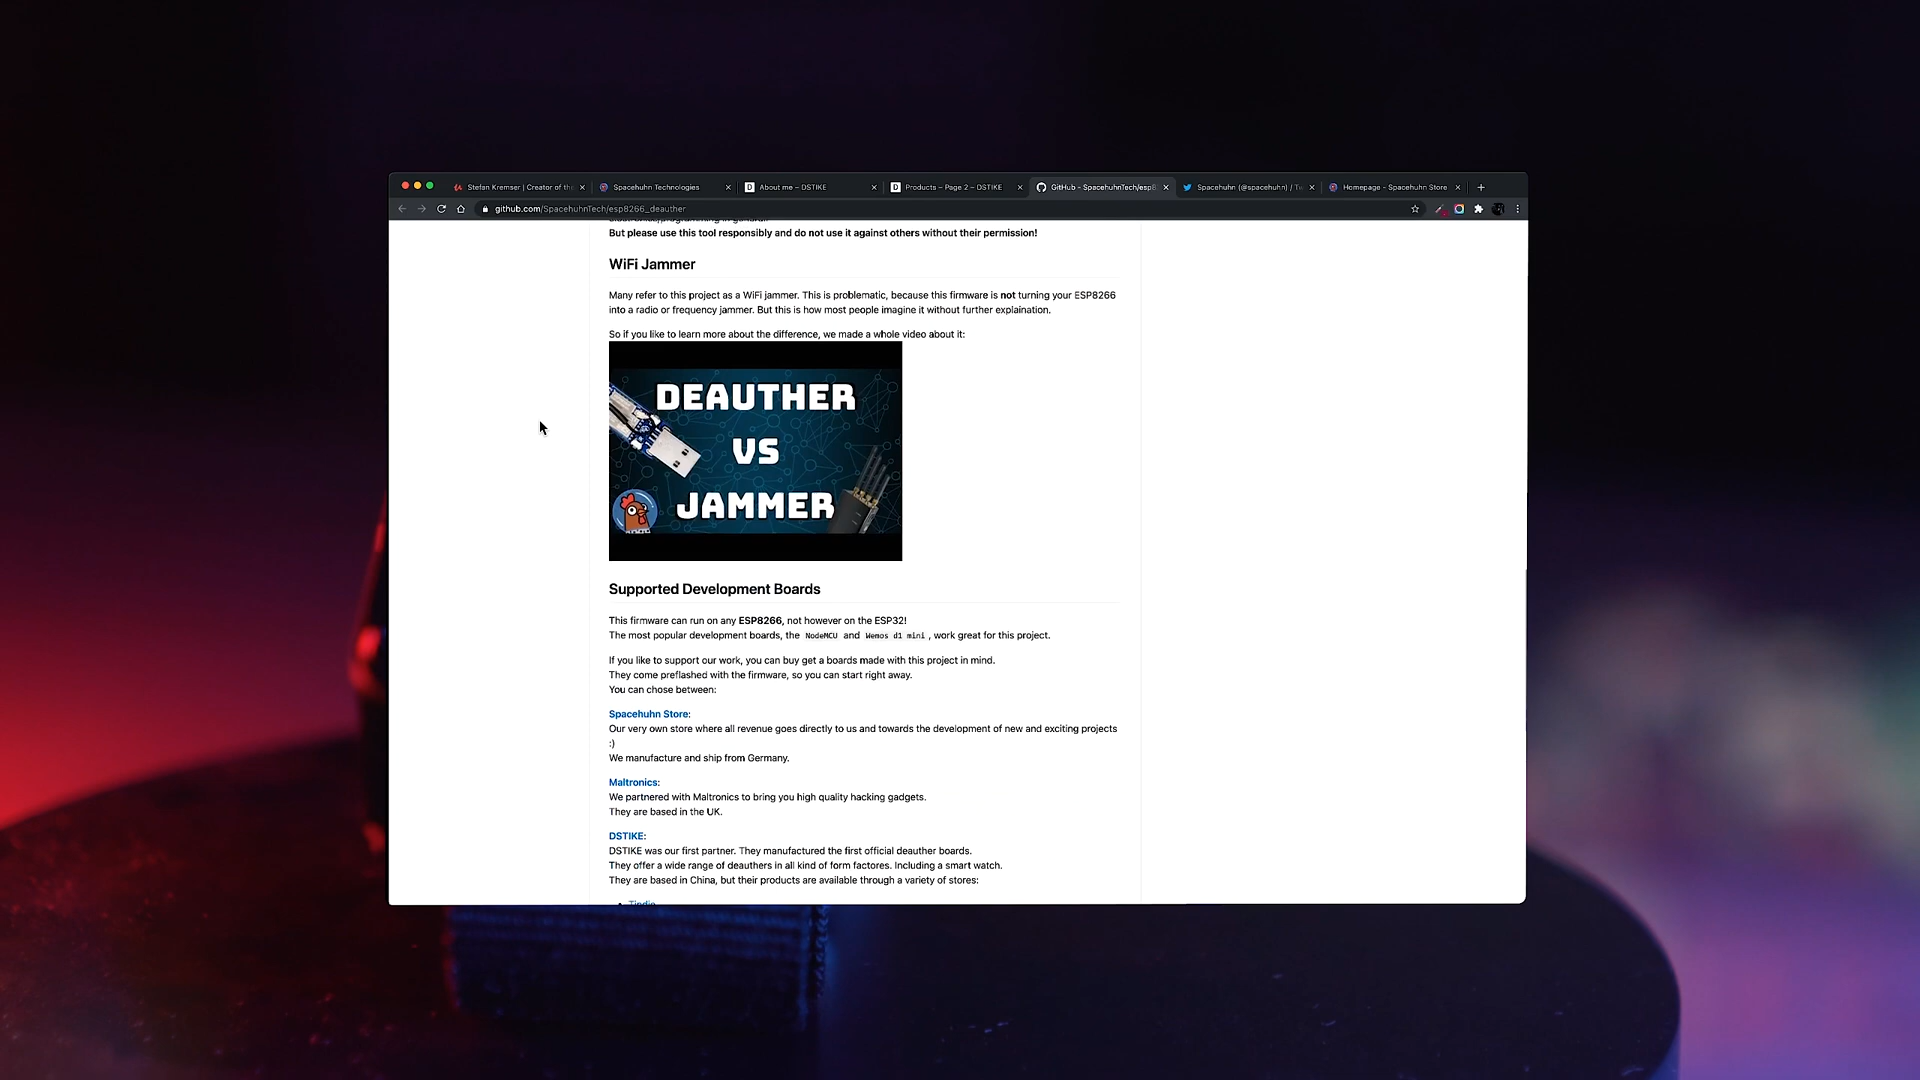 Stefan Kremser | Creator of the
Spacehuhn Technologies
About me – DSTIKE
Products – Page 2 – DSTIKE
GitHub - SpacehuhnTech/esp8
Spacehuhn (@spacehuhn) / Tw
Homepage - Spacehuhn Store
github.com/SpacehuhnTech/esp8266_deauther
But please use this tool responsibly and do not use it against others without their permission!
WiFi Jammer
Many refer to this project as a WiFi jammer. This is problematic, because this firmware is not turning your ESP8266
into a radio or frequency jammer. But this is how most people imagine it without further explaination.
So if you like to learn more about the difference, we made a whole video about it:
DEAUTHER
VS
JAMMER
Supported Development Boards
This firmware can run on any ESP8266, not however on the ESP32!
The most popular development boards, the NodeMCU and Wemos d1 mini , work great for this project.
If you like to support our work, you can buy get a boards made with this project in mind.
They come preflashed with the firmware, so you can start right away.
You can chose between:
Spacehuhn Store:
Our very own store where all revenue goes directly to us and towards the development of new and exciting projects
:)
We manufacture and ship from Germany.
Maltronics:
We partnered with Maltronics to bring you high quality hacking gadgets.
They are based in the UK.
DSTIKE:
DSTIKE was our first partner. They manufactured the first official deauther boards.
They offer a wide range of deauthers in all kind of form factores. Including a smart watch.
They are based in China, but their products are available through a variety of stores:
Tindie